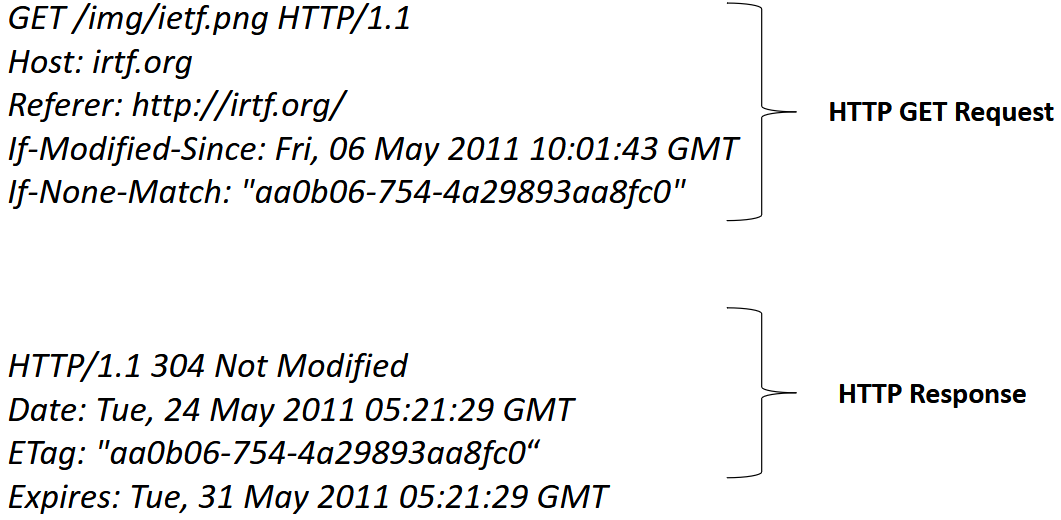 GET /img/ietf.png HTTP/1.1
Host: irtf.org
Referer: http://irtf.org/
If-Modified-Since: Fri, 06 May 2011 10:01:43 GMT
If-None-Match: "aa0b06-754-4a29893aa8fc0"
HTTP GET Request
HTTP/1.1 304 Not Modified
Date: Tue, 24 May 2011 05:21:29 GMT
ETag: "aa0b06-754-4a29893aa8fc0“
Expires: Tue, 31 May 2011 05:21:29 GMT
HTTP Response